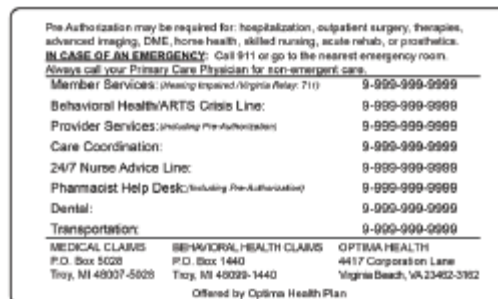 Pre Authorization may be required for: hospitalization, outpatient surgery, therapies,
advanced imaging, DME, home health, skilled nursing, acute rehab, or prosthetics.
IN CASE OF AN EMERGENCY: Call 911 or go to the nearest emergency room.
Always call your Primary Care Physician for non-emergent care.
Member Services: (Hearing Impaired /Virginia Relay: 711) 9-999-999-9999
Behavioral Health/ARTS Crisis Line: 9-999-999-9999
Provider Services: (Including Pre-Authorization) 9-999-999-9999
Care Coordination: 9-999-999-9999
24/7 Nurse Advice Line: 9-999-999-9999
Pharmacist Help Desk: (Including Pre-Authorization) 9-999-999-9999
Dental: 9-999-999-9999
Transportation: 9-999-999-9999
MEDICAL CLAIMS BEHAVIORAL HEALTH CLAIMS OPTIMA HEALTH
P.O. Box 5028 P.O. Box 1440 4417 Corporation Lane
Troy, MI 48007-5028 Troy, MI 48099-1440 Virginia Beach, VA 23462-3162
Offered by Optima Health Plan